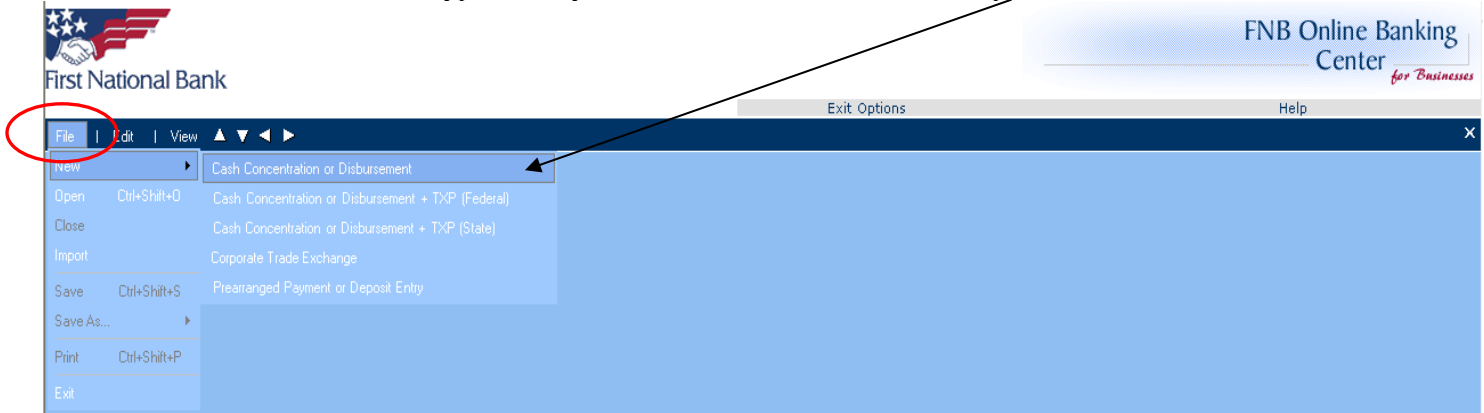 First National Bank
FNB Online Banking
Center
for Businesses
Exit Options Help
File | Edit | View X
New Cash Concentration or Disbursement
Open Ctrl+Shift+O Cash Concentration or Disbursement + TXP (Federal)
Close Cash Concentration or Disbursement + TXP (State)
Import Corporate Trade Exchange
Save Ctrl+Shift+S Prearranged Payment or Deposit Entry
Save As...
Print Ctrl+Shift+P
Exit